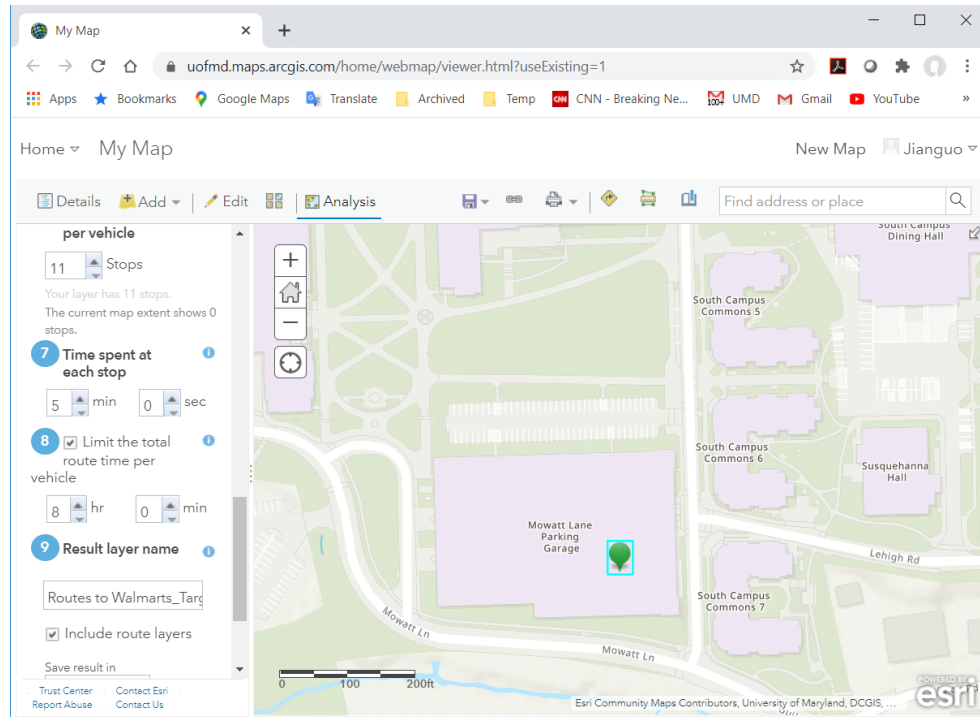 My Map
uofmd.maps.arcgis.com/home/webmap/viewer.html?useExisting=1
Apps Bookmarks Google Maps Translate Archived Temp CNN CNN - Breaking Ne... 100+ UMD Gmail YouTube »
Home My Map New Map Jianguo
Details Add Edit Analysis Find address or place
per vehicle
11 Stops
Your layer has 11 stops.
The current map extent shows 0
stops.
7 Time spent at
each stop
5 min 0 sec
8 Limit the total
route time per
vehicle
8 hr 0 min
9 Result layer name
Routes to Walmarts_Targ
Include route layers
Save result in
Trust Center Contact Esri
Report Abuse Contact Us
South Campus
Dining Hall
South Campus
Commons 5
South Campus
Commons 6
Susquehanna
Hall
Mowatt Lane
Parking
Garage
Lehigh Rd
South Campus
Commons 7
Mowatt Ln
Mowatt Ln
0 100 200ft
Esri Community Maps Contributors, University of Maryland, DCGIS, ...
POWERED BY
esri